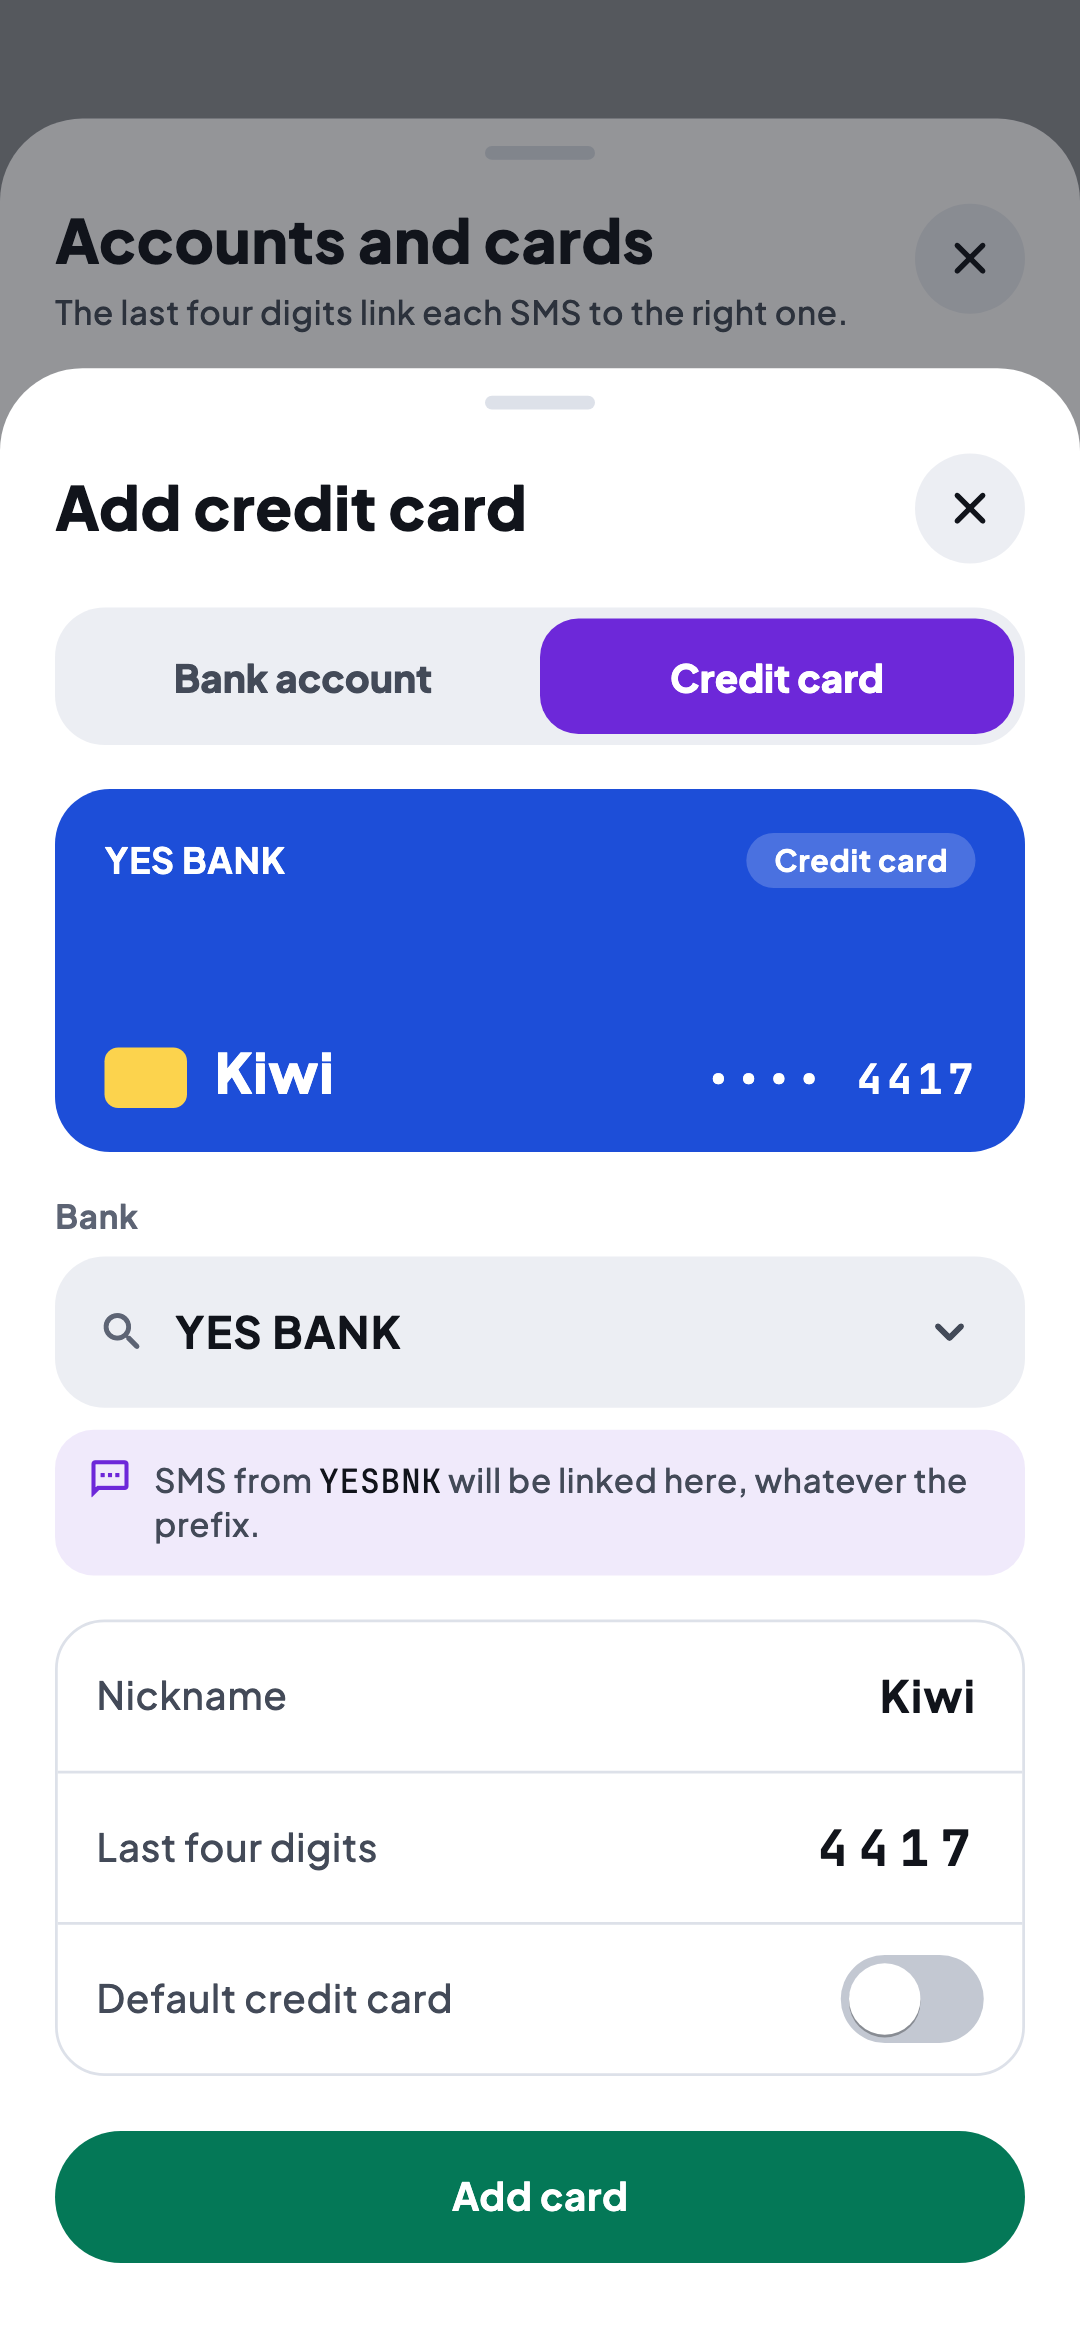 Accounts and cards
The last four digits link each SMS to the right one.
Add credit card
Bank account
Credit card
YES BANK
Credit card
Kiwi
•••• 4417
Bank
YES BANK
SMS from YESBNK will be linked here, whatever the
prefix.
Nickname
Kiwi
Last four digits
4417
Default credit card
Add card